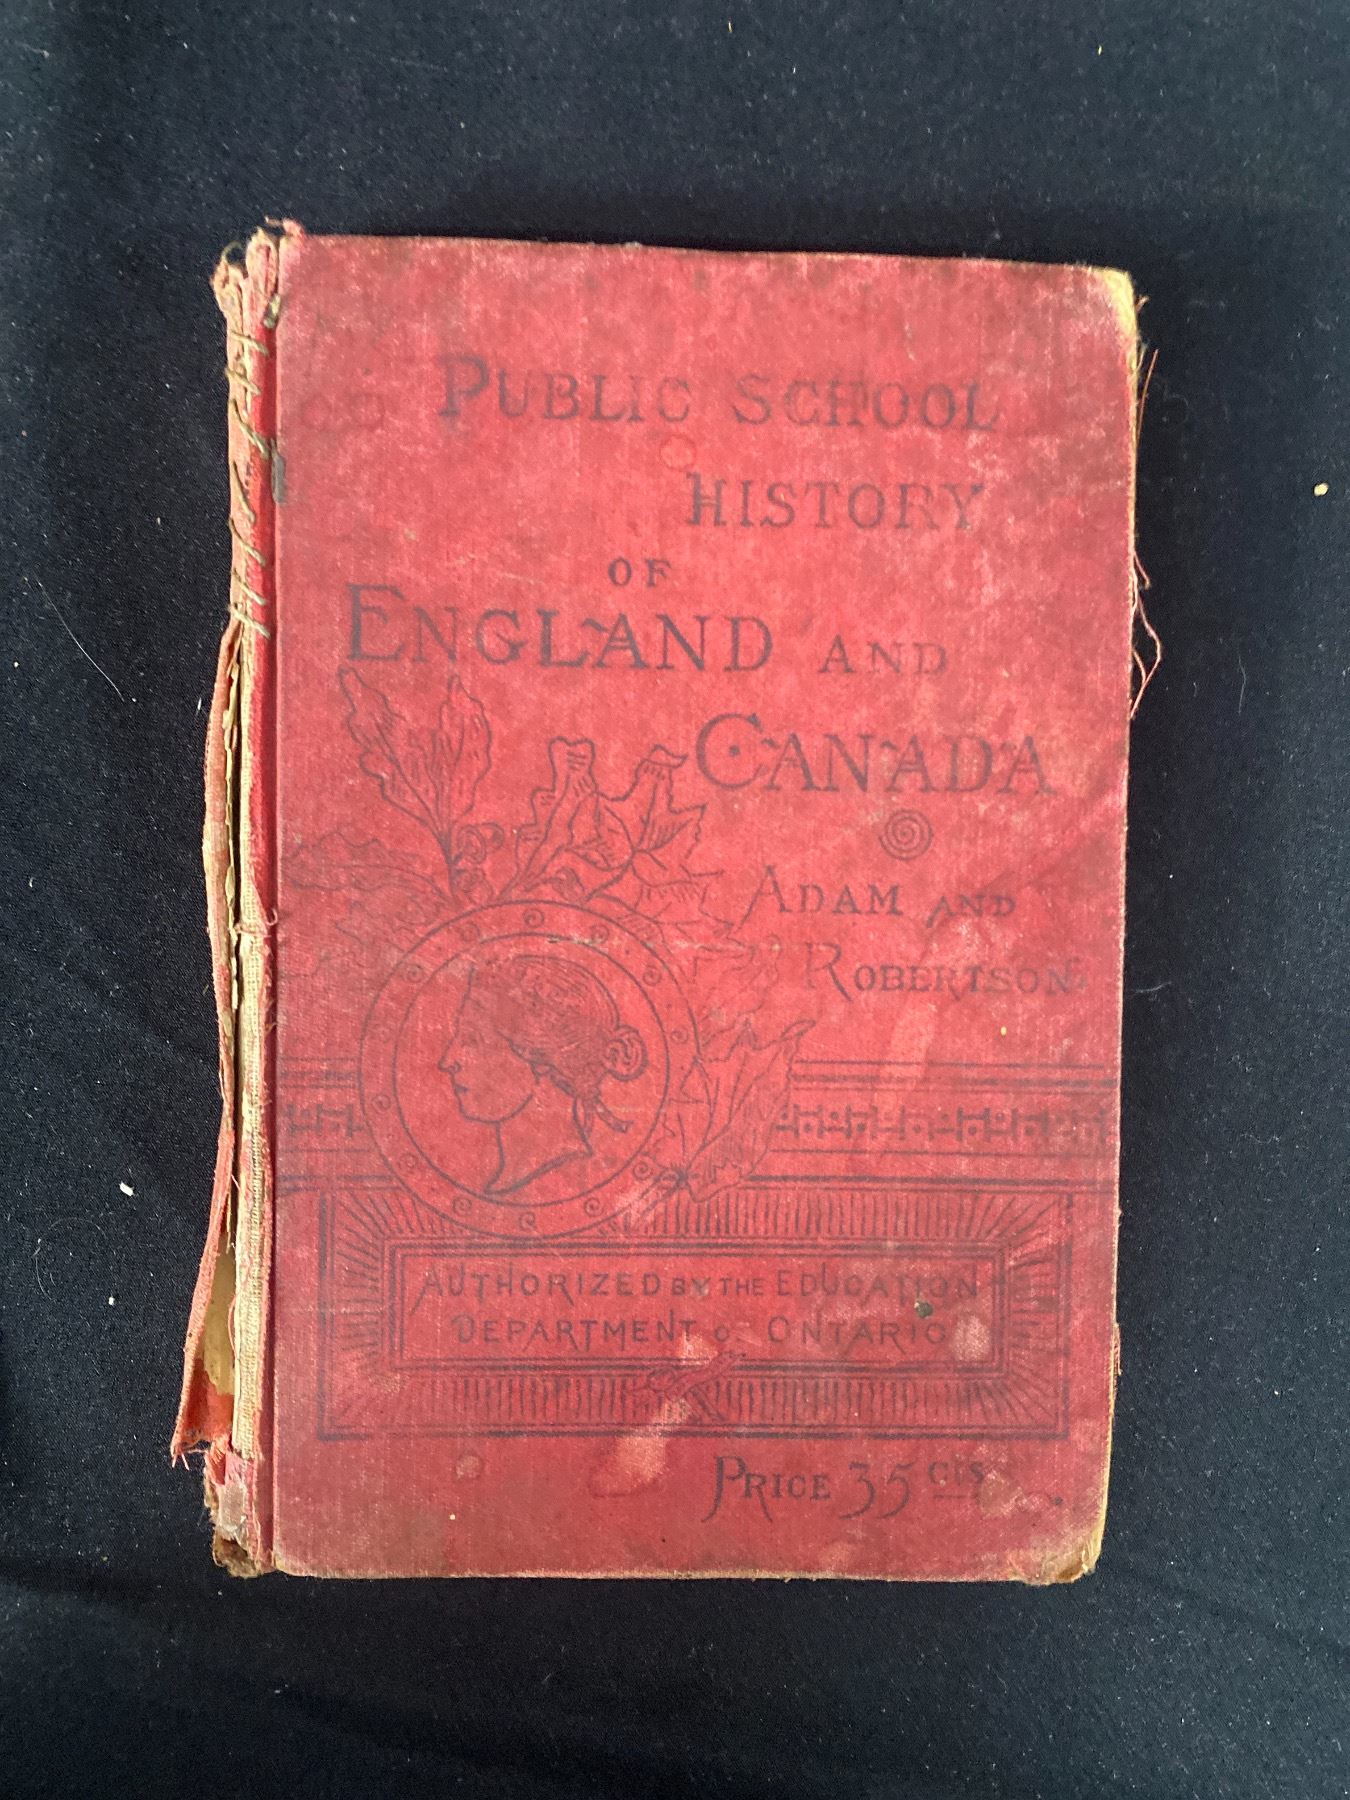 PUBLIC SCHOOL
HISTORY
OF
ENGLAND AND
CANADA
ADAM AND
ROBERTSON
AUTHORIZED BY THE EDUCATION
DEPARTMENT OF ONTARIO
PRICE 35 CTS